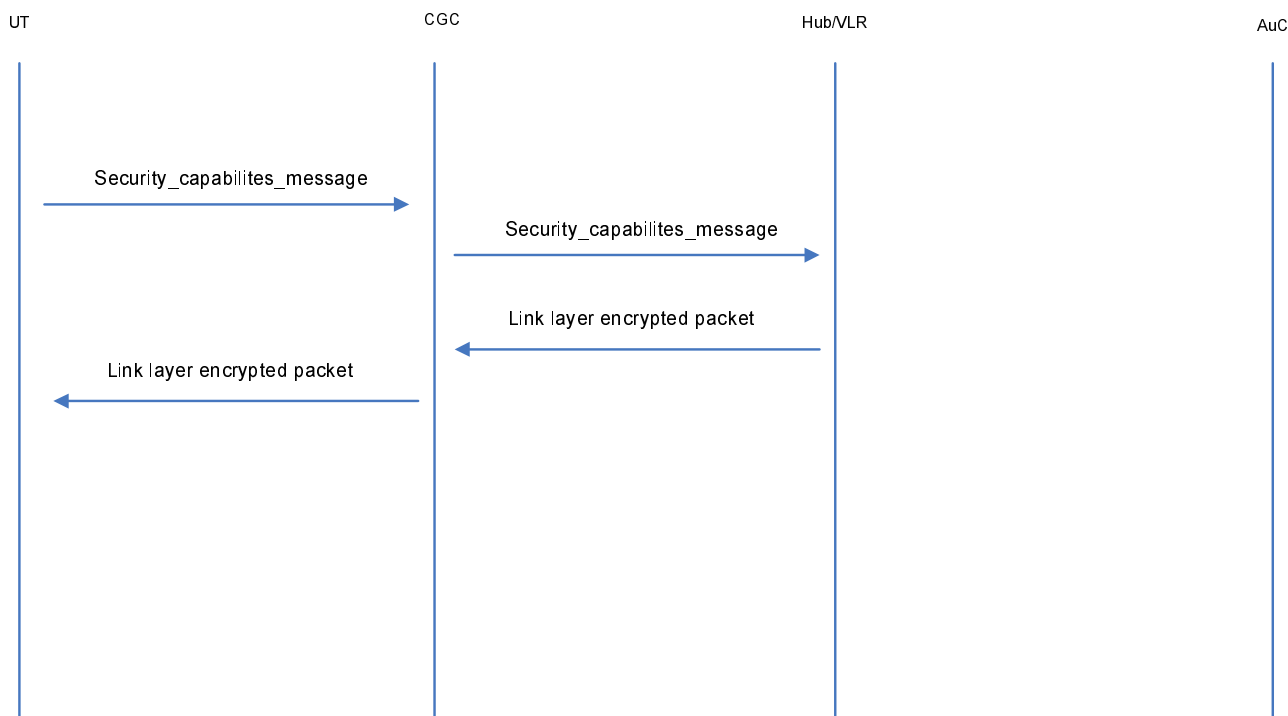 UT
CGC
Hub/VLR
AuC
Security_capabilites_message
Security_capabilites_message
Link layer encrypted packet
Link layer encrypted packet